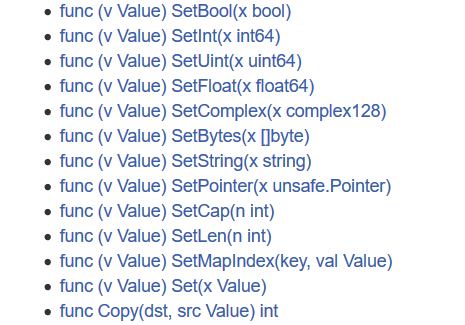 func (v Value) SetBool(x bool)
func (v Value) SetInt(x int64)
func (v Value) SetUint(x uint64)
func (v Value) SetFloat(x float64)
func (v Value) SetComplex(x complex128)
func (v Value) SetBytes(x []byte)
func (v Value) SetString(x string)
func (v Value) SetPointer(x unsafe.Pointer)
func (v Value) SetCap(n int)
func (v Value) SetLen(n int)
func (v Value) SetMapIndex(key, val Value)
func (v Value) Set(x Value)
func Copy(dst, src Value) int